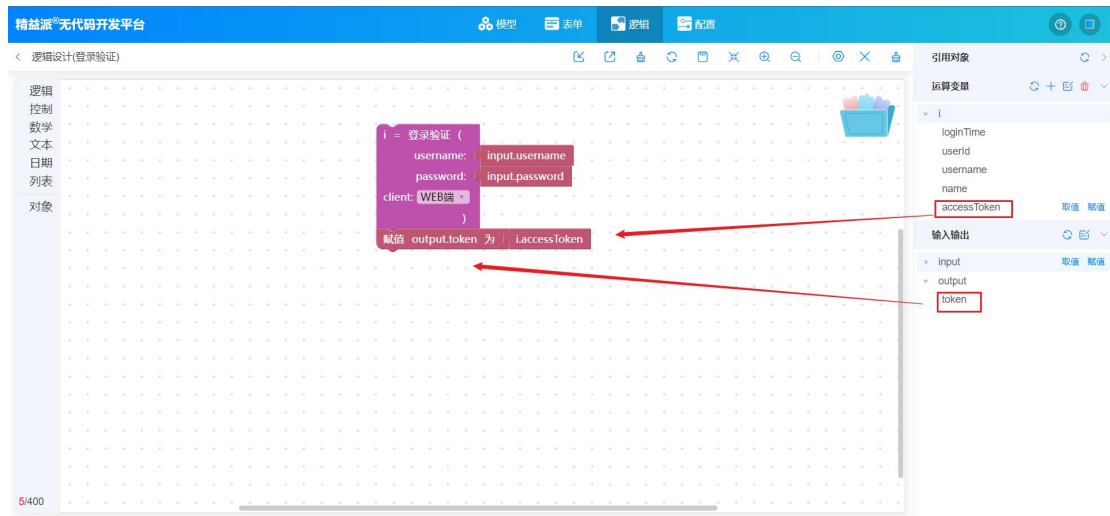 精益派®无代码开发平台 模型 表单 逻辑 配置
逻辑设计(登录验证)
引用对象
运算变量
逻辑
控制
数学
文本
日期
列表
对象
i = 登录验证 (
username: input.username
password: input.password
client: WEB端
)
赋值 output.token 为 i.accessToken
i
loginTime
userId
username
name
accessToken 取值 赋值
输入输出
input 取值 赋值
output
token
5/400